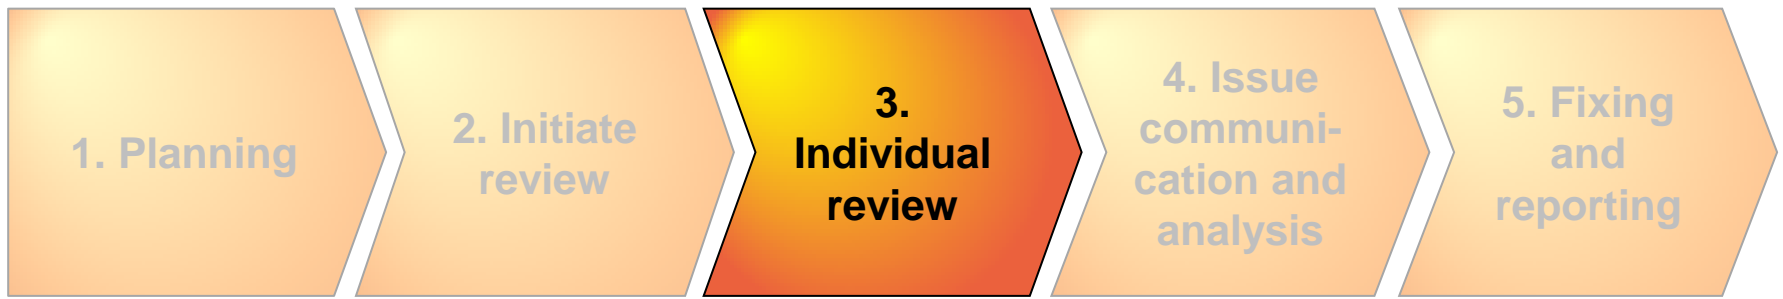 1. Planning
2. Initiate
review
3.
Individual
review
4. Issue
communi-
cation and
analysis
5. Fixing
and
reporting